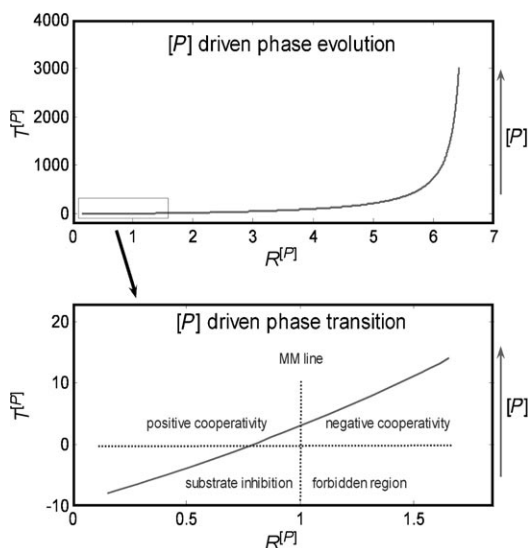 [P] driven phase evolution
4000
3000
2000
1000
0
T[P]
[P]
0 1 2 3 4 5 6 7
R[P]
[P] driven phase transition
MM line
20
10
0
-10
T[P]
[P]
positive cooperativity negative cooperativity
substrate inhibition forbidden region
0 0.5 1 1.5
R[P]